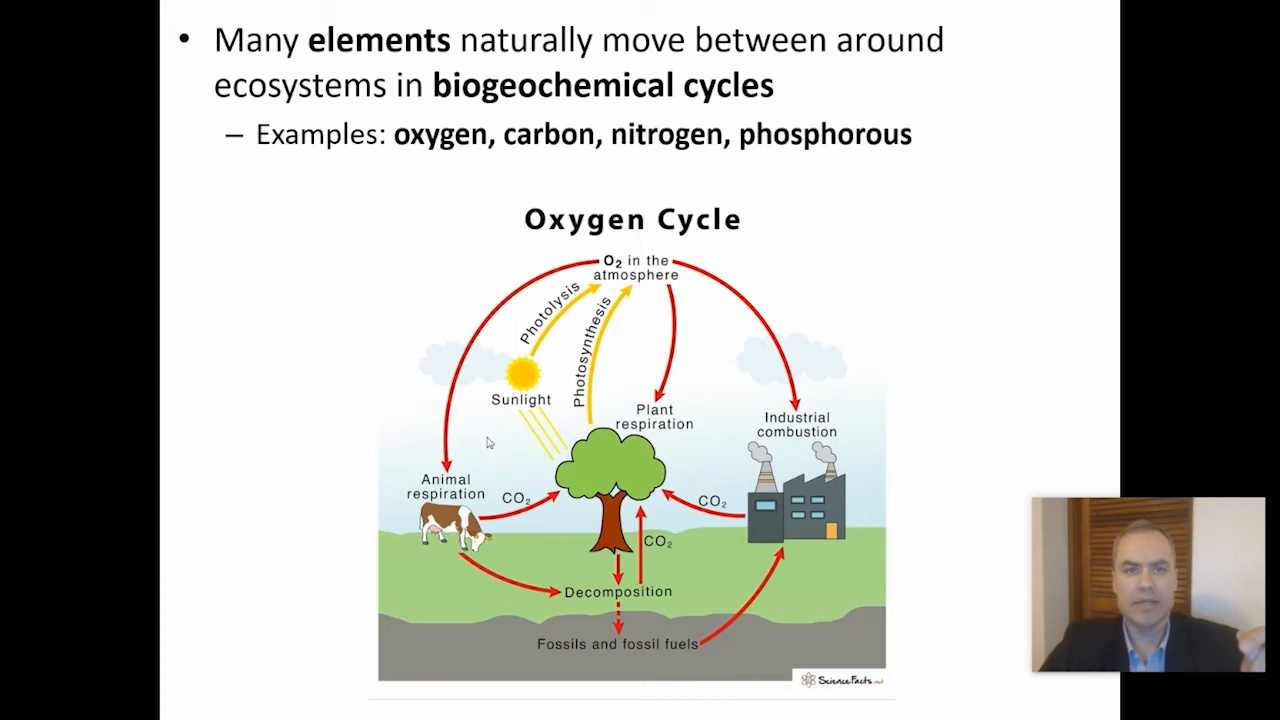 • Many elements naturally move between around
ecosystems in biogeochemical cycles
– Examples: oxygen, carbon, nitrogen, phosphorous
Oxygen Cycle
O₂ in the
atmosphere
Photolysis
Photosynthesis
Sunlight
Plant
respiration
Industrial
combustion
Animal
respiration
CO₂
CO₂
CO₂
Decomposition
Fossils and fossil fuels
ScienceFacts.net